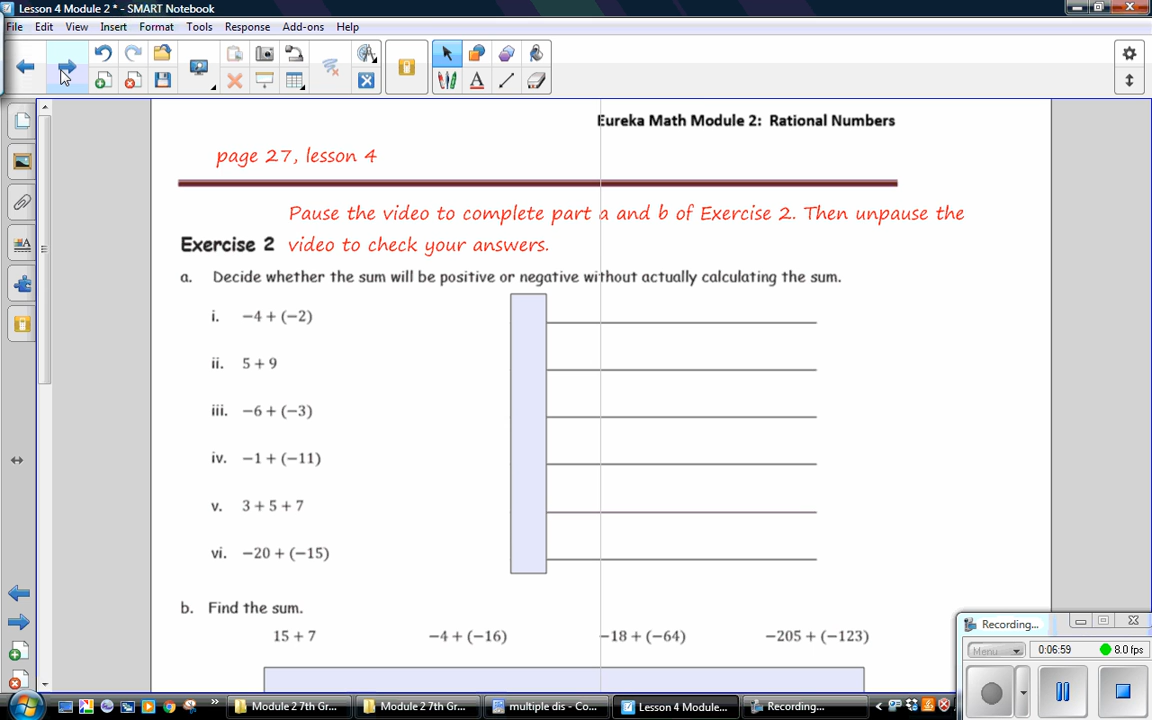 Lesson 4 Module 2 * - SMART Notebook
File Edit View Insert Format Tools Response Add-ons Help
Eureka Math Module 2: Rational Numbers
page 27, lesson 4
Pause the video to complete part a and b of Exercise 2. Then unpause the
Exercise 2 video to check your answers.
a. Decide whether the sum will be positive or negative without actually calculating the sum.
i. −4 + (−2)
ii. 5 + 9
iii. −6 + (−3)
iv. −1 + (−11)
v. 3 + 5 + 7
vi. −20 + (−15)
b. Find the sum.
15 + 7 −4 + (−16) −18 + (−64) −205 + (−123)
Recording...
Menu 0:06:59 8.0 fps
Module 2 7th Gr... Module 2 7th Gr... multiple dis - Co... Lesson 4 Module... Recording...